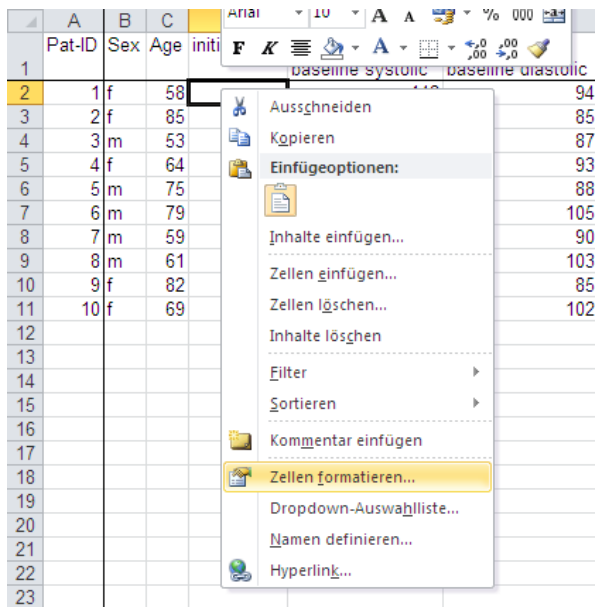 Arial 10 A A % 000
A B C
Pat-ID Sex Age initi F K A ,00 ,00
1 baseline systolic baseline diastolic
2 1 f 58 94
3 2 f 85 85
4 3 m 53 87
5 4 f 64 93
6 5 m 75 88
7 6 m 79 105
8 7 m 59 90
9 8 m 61 103
10 9 f 82 85
11 10 f 69 102
12
13
14
15
16
17
18
19
20
21
22
23
Ausschneiden
Kopieren
Einfügeoptionen:
Inhalte einfügen...
Zellen einfügen...
Zellen löschen...
Inhalte löschen
Filter
Sortieren
Kommentar einfügen
Zellen formatieren...
Dropdown-Auswahlliste...
Namen definieren...
Hyperlink...